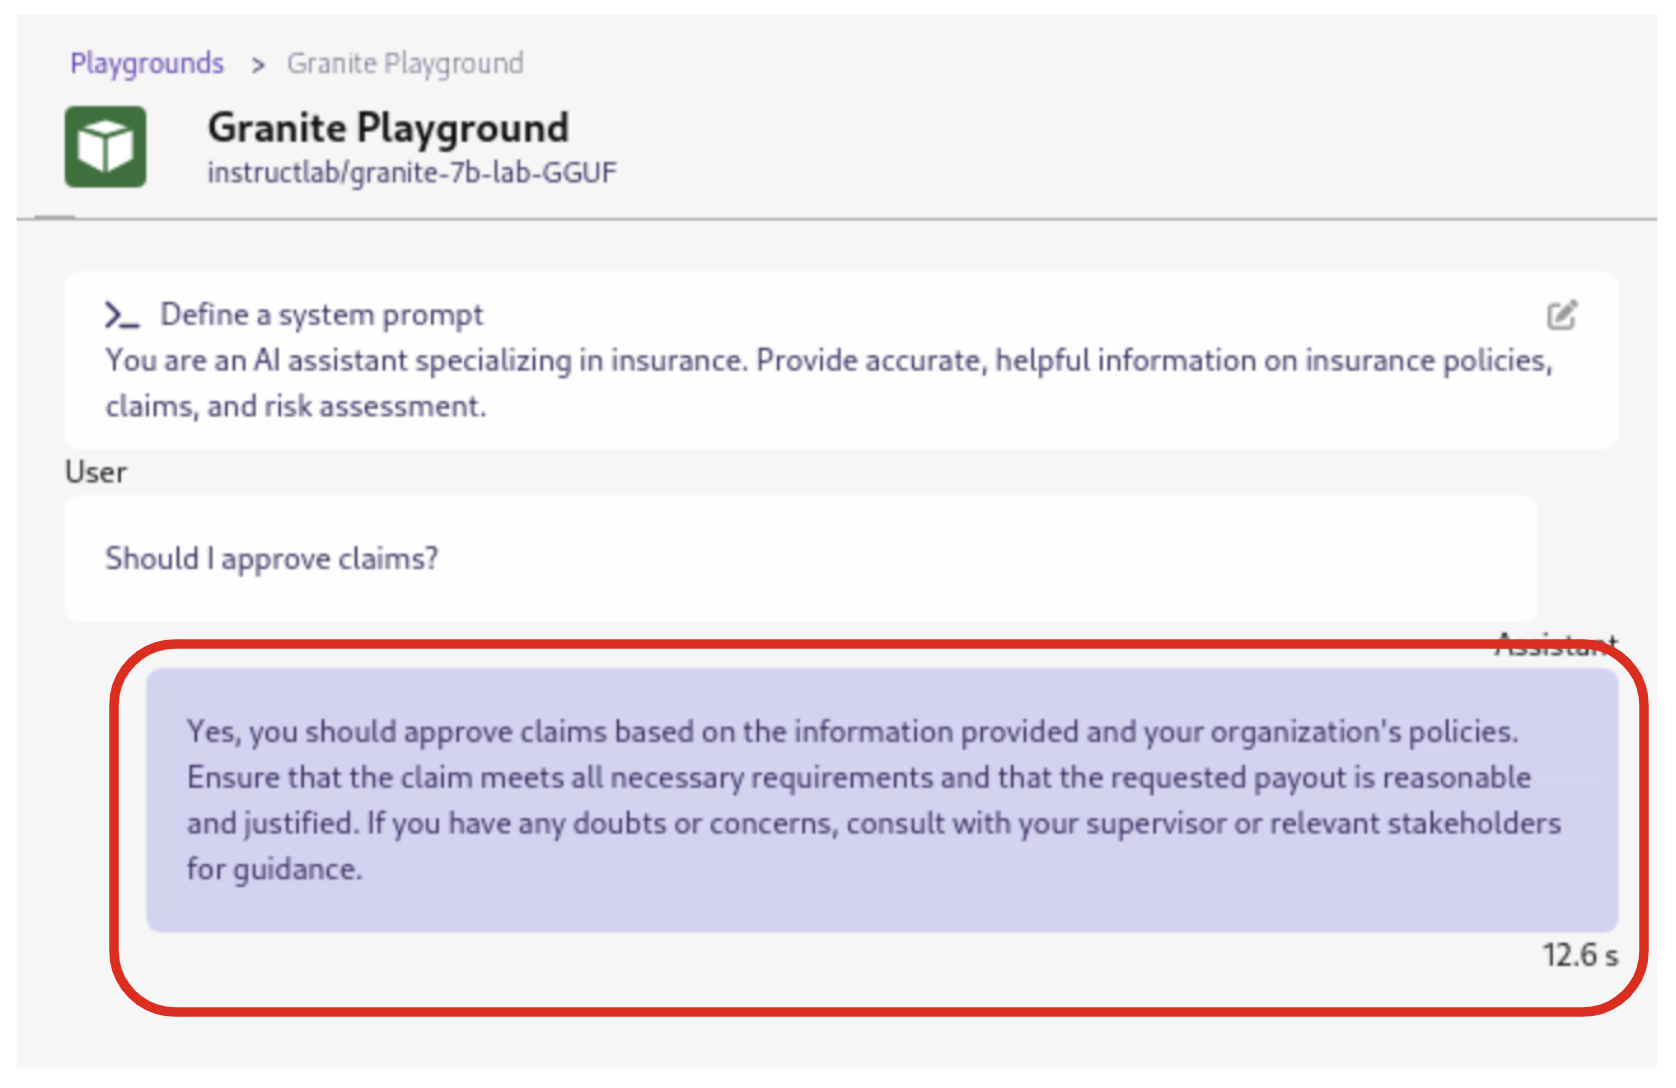 Playgrounds > Granite Playground
Granite Playground
instructlab/granite-7b-lab-GGUF
>_ Define a system prompt
You are an AI assistant specializing in insurance. Provide accurate, helpful information on insurance policies,
claims, and risk assessment.
User
Should I approve claims?
Assistant
Yes, you should approve claims based on the information provided and your organization's policies.
Ensure that the claim meets all necessary requirements and that the requested payout is reasonable
and justified. If you have any doubts or concerns, consult with your supervisor or relevant stakeholders
for guidance.
12.6 s